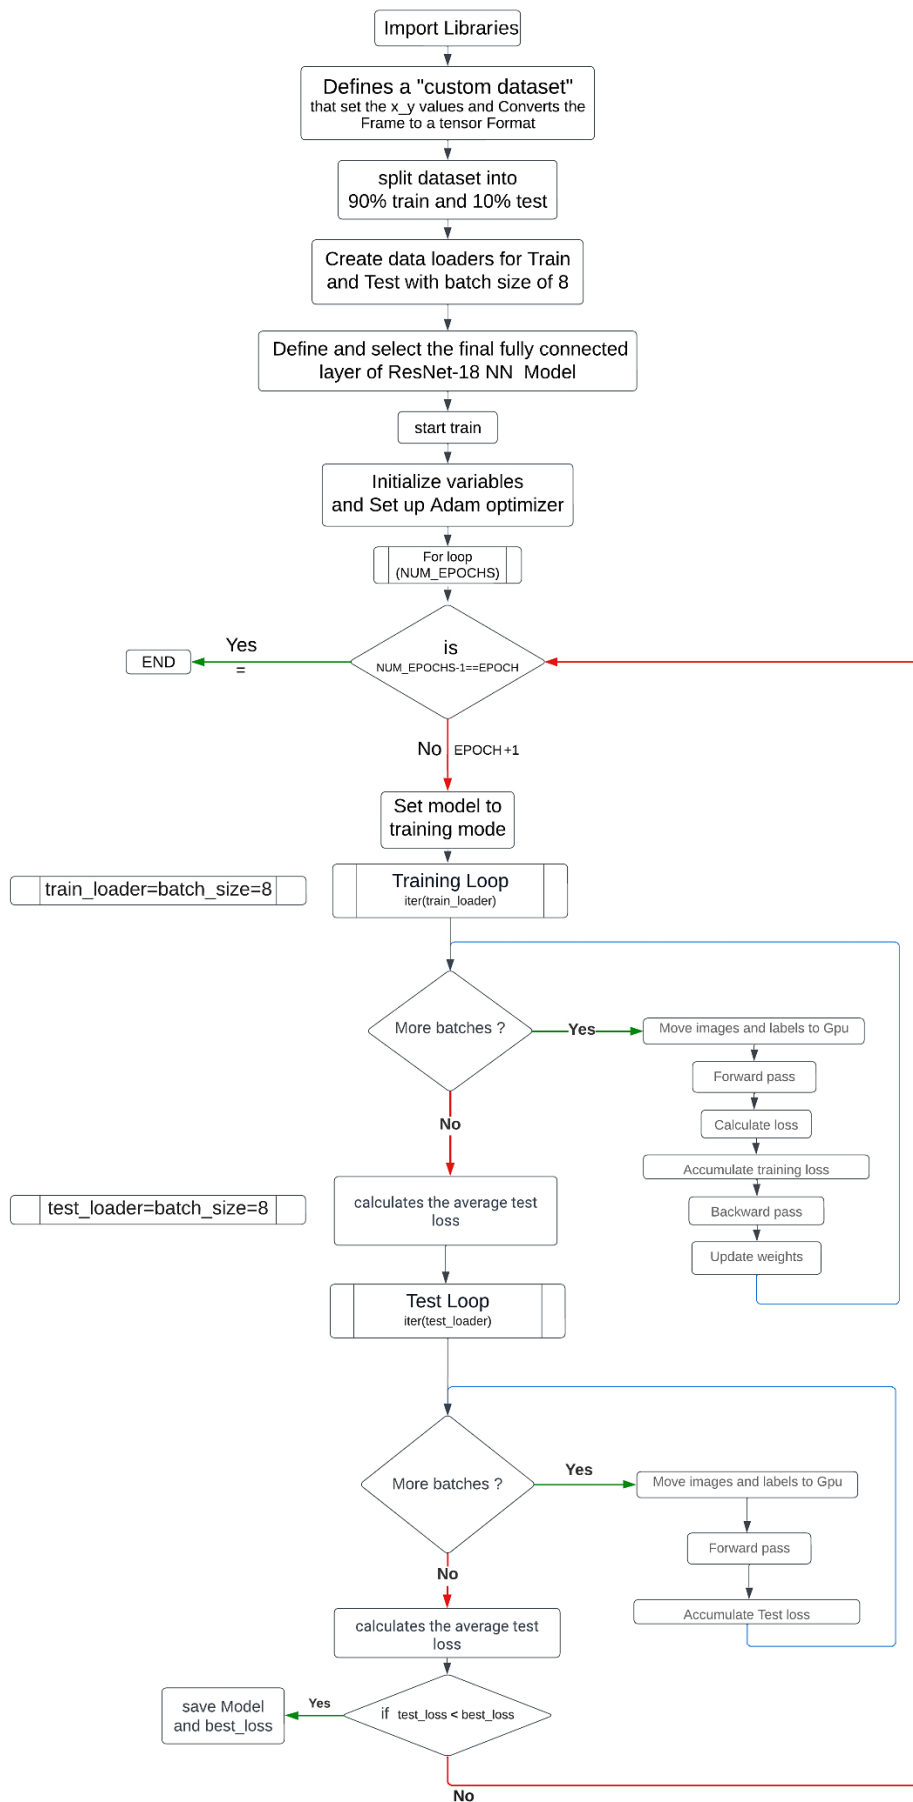 Import Libraries
Defines a "custom dataset"
that set the x_y values and Converts the
Frame to a tensor Format
split dataset into
90% train and 10% test
Create data loaders for Train
and Test with batch size of 8
Define and select the final fully connected
layer of ResNet-18 NN Model
start train
Initialize variables
and Set up Adam optimizer
For loop
(NUM_EPOCHS)
is
NUM_EPOCHS-1==EPOCH
Yes
=
END
No EPOCH+1
Set model to
training mode
train_loader=batch_size=8
Training Loop
iter(train_loader)
More batches ?
Yes
Move images and labels to Gpu
Forward pass
Calculate loss
Accumulate training loss
Backward pass
Update weights
No
test_loader=batch_size=8
calculates the average test
loss
Test Loop
iter(test_loader)
More batches ?
Yes
Move images and labels to Gpu
Forward pass
Accumulate Test loss
No
calculates the average test
loss
if test_loss < best_loss
Yes
save Model
and best_loss
No